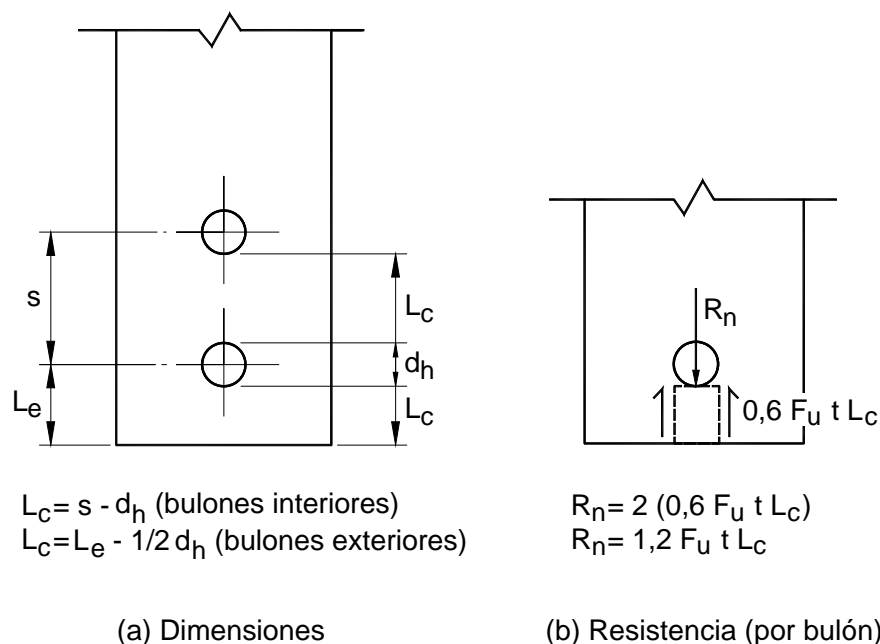 s
L_e
L_c
d_h
L_c
L_c= s - d_h (bulones interiores)
L_c=L_e - 1/2 d_h (bulones exteriores)
(a) Dimensiones
R_n
0,6 F_u t L_c
R_n= 2 (0,6 F_u t L_c)
R_n= 1,2 F_u t L_c
(b) Resistencia (por bulón)